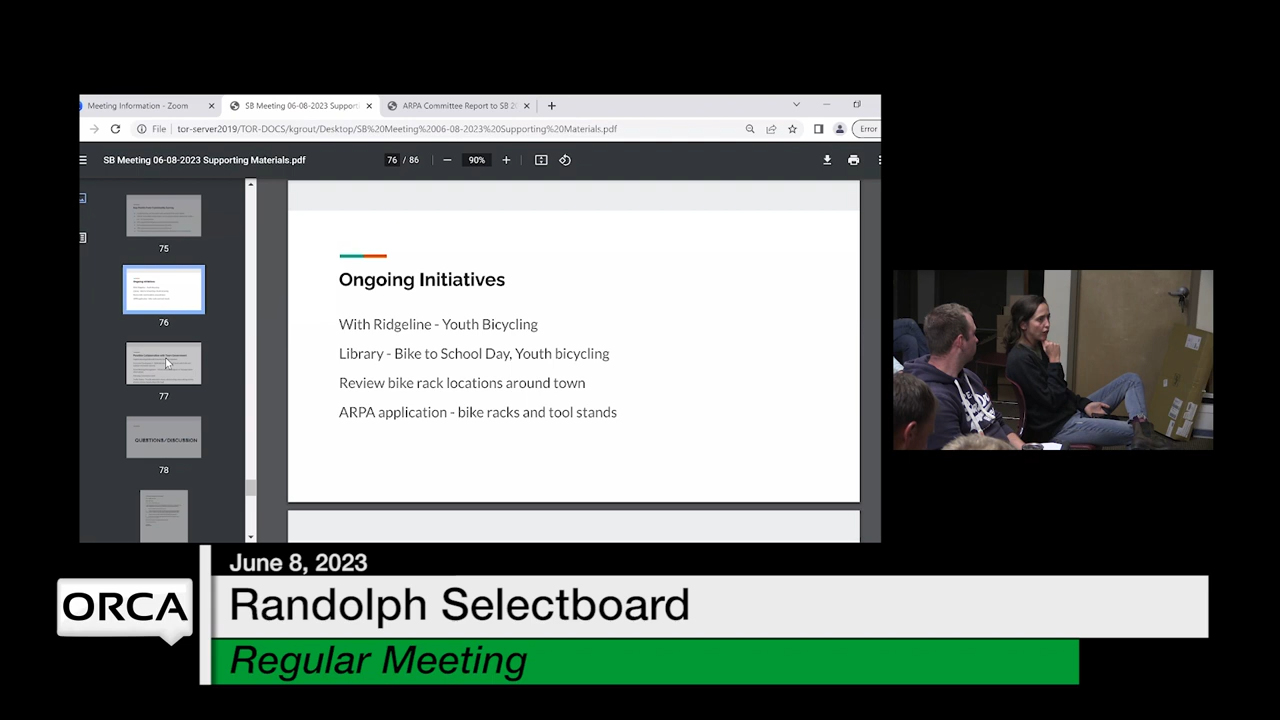 Meeting Information - Zoom
SB Meeting 06-08-2023 Support
ARPA Committee Report to SB 2
File
tor-server2019/TOR-DOCS/kgrout/Desktop/SB%20Meeting%2006-08-2023%20Supporting%20Materials.pdf
Error
SB Meeting 06-08-2023 Supporting Materials.pdf
76 / 86
90%
75
76
77
QUESTIONS/DISCUSSION
78
Ongoing Initiatives
With Ridgeline - Youth Bicycling
Library - Bike to School Day, Youth bicycling
Review bike rack locations around town
ARPA application - bike racks and tool stands
June 8, 2023
ORCA
Randolph Selectboard
Regular Meeting